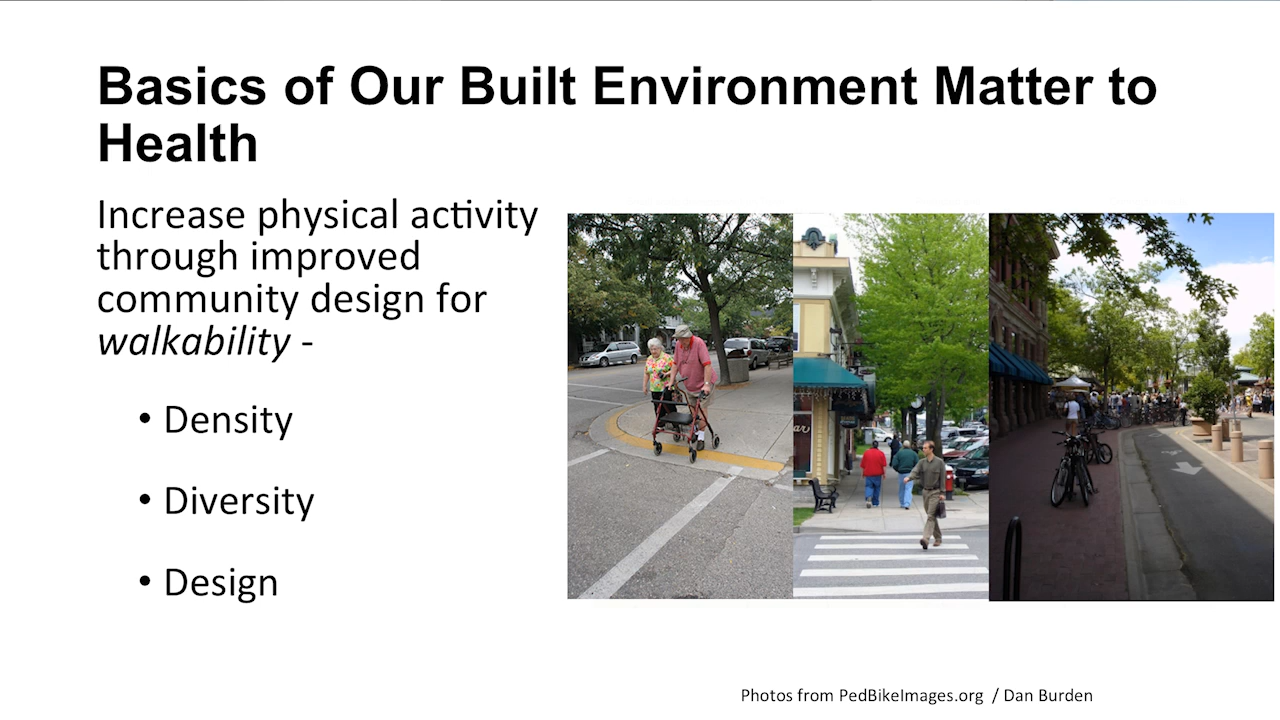 Basics of Our Built Environment Matter to
Health
Increase physical activity
through improved
community design for
walkability -
• Density
• Diversity
• Design
Photos from PedBikeImages.org / Dan Burden